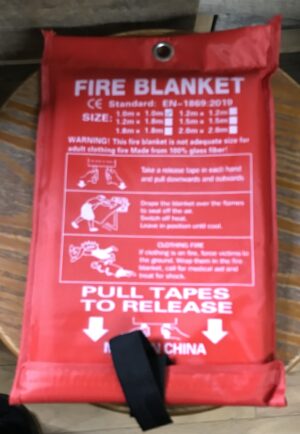 FIRE BLANKET
CE Standard: EN-1869:2019
SIZE: 1.0m x 1.0m 1.2m x 1.2m
1.2m x 1.8m 1.5m x 1.5m
1.8m x 1.8m 2.0m x 2.0m
WARNING! This fire blanket is not adequate size for
adult clothing fire Made from 100% glass fiber!
Take a release tape in each hand
and pull downwards and outwards
Drape the blanket over the flames
to seal off the air.
Switch off heat.
Leave in position until cool.
CLOTHING FIRE
If clothing is on fire, force victims to
the ground. Wrap them in the fire
blanket, call for medical aid and
treat for shock.
PULL TAPES
TO RELEASE
CHINA